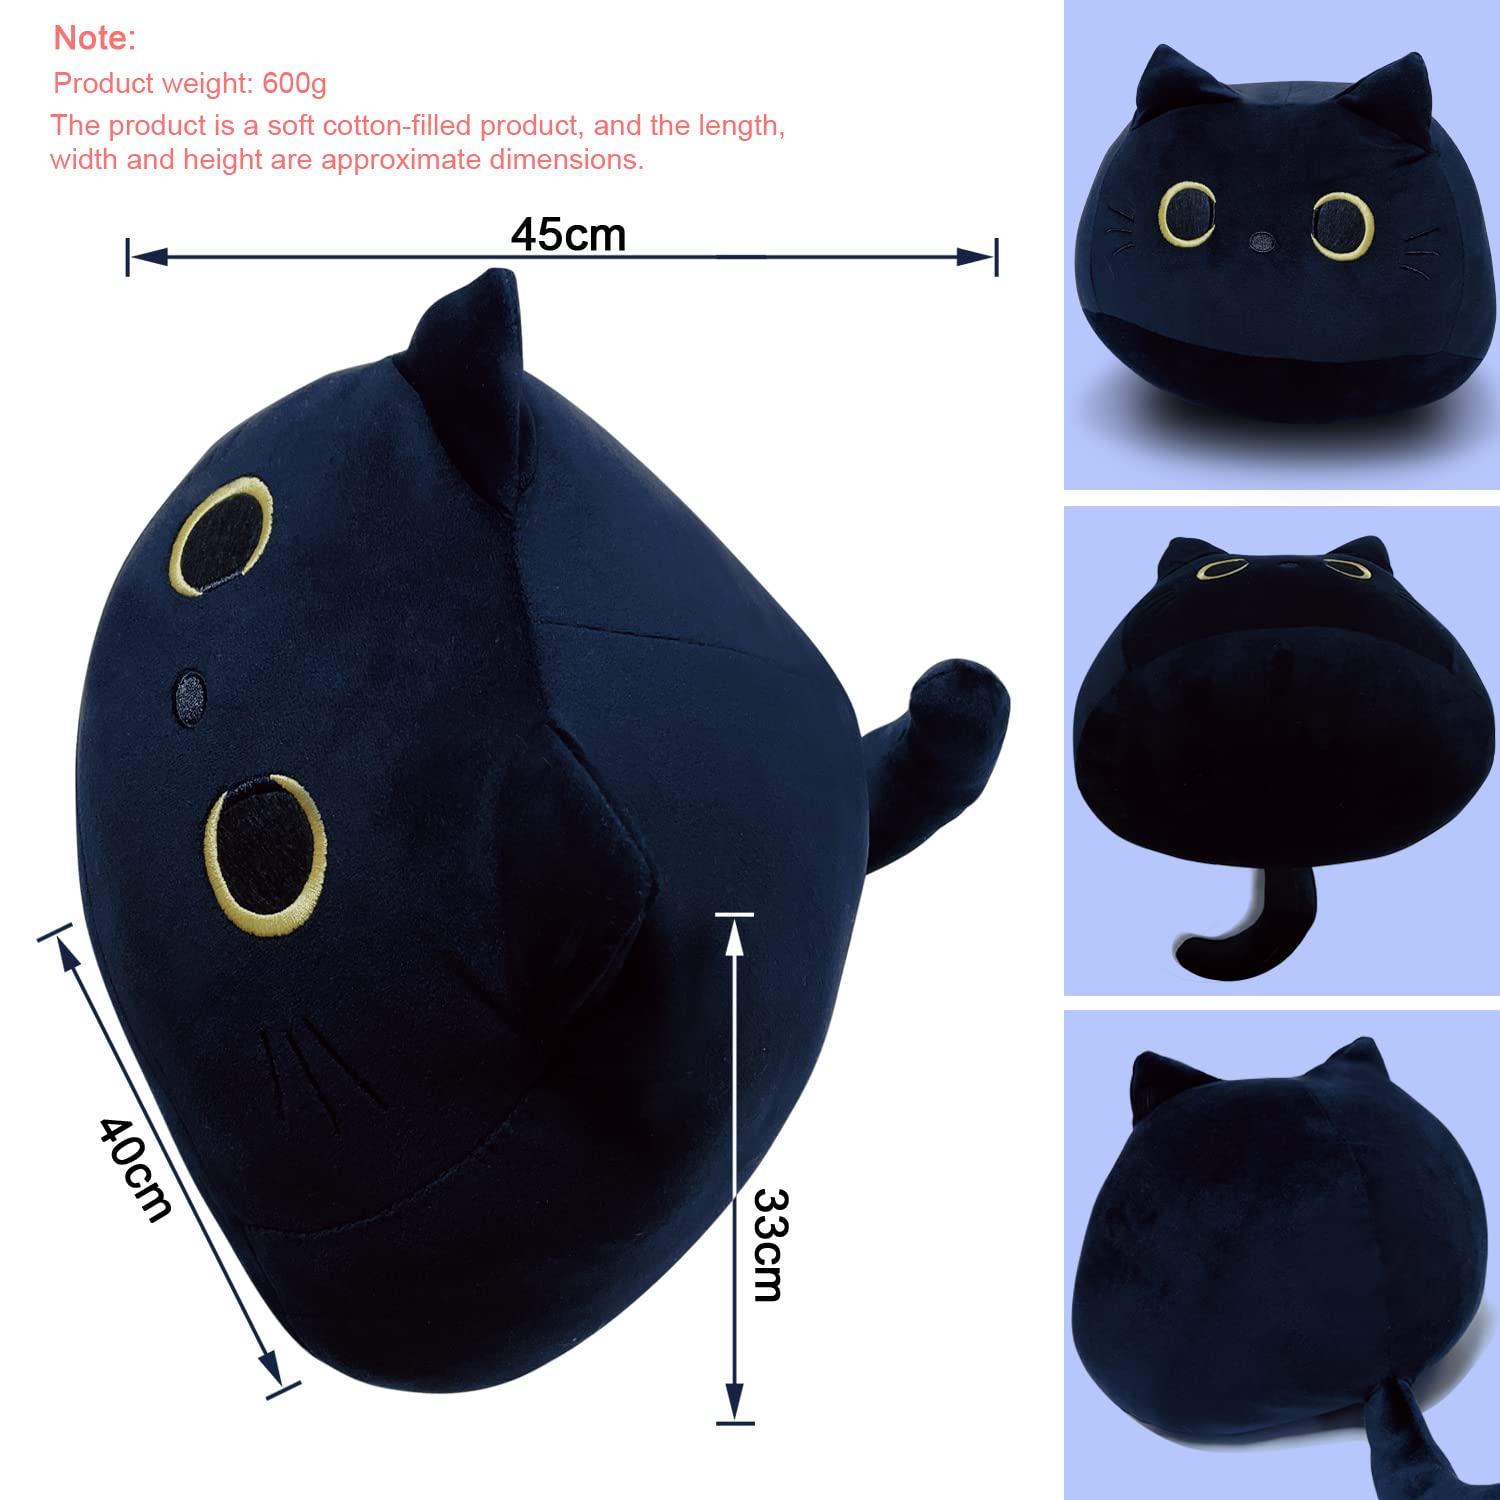 Note:
Product weight: 600g
The product is a soft cotton-filled product, and the length,
width and height are approximate dimensions.
45cm
40cm
33cm